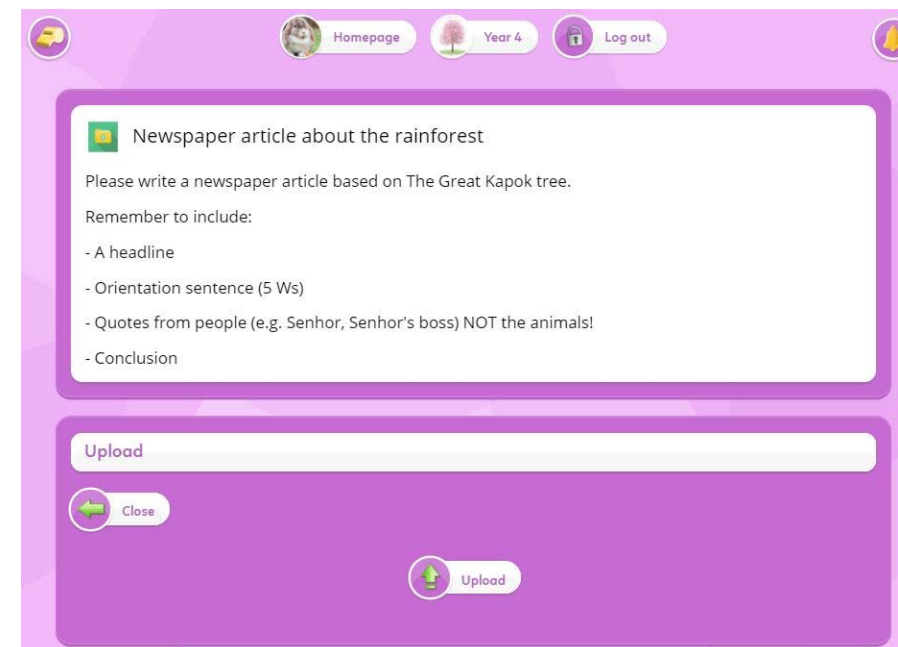 Homepage
Year 4
Log out
Newspaper article about the rainforest
Please write a newspaper article based on The Great Kapok tree.
Remember to include:
- A headline
- Orientation sentence (5 Ws)
- Quotes from people (e.g. Senhor, Senhor's boss) NOT the animals!
- Conclusion
Upload
Close
Upload